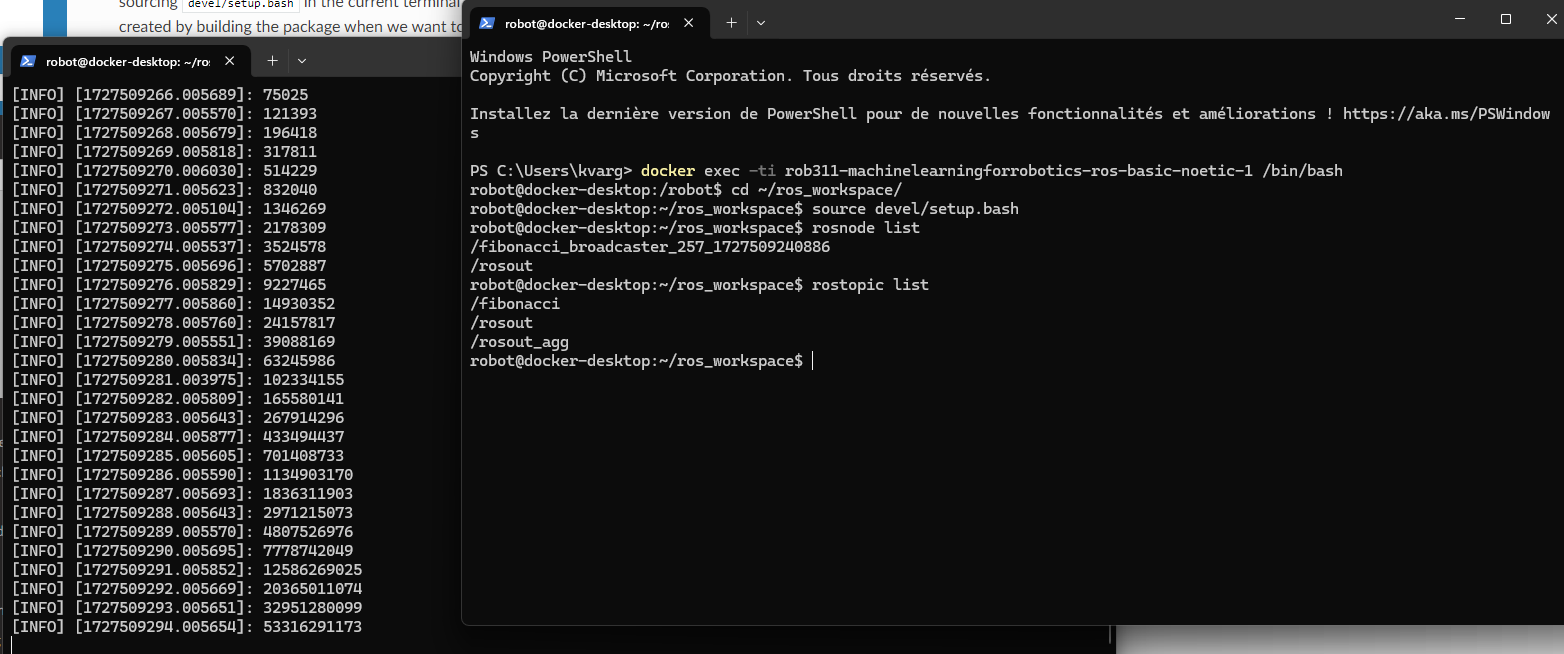 sourcing devel/setup.bash in the current terminal
created by building the package when we want to
robot@docker-desktop: ~/ro
[INFO] [1727509266.005689]: 75025
[INFO] [1727509267.005570]: 121393
[INFO] [1727509268.005679]: 196418
[INFO] [1727509269.005818]: 317811
[INFO] [1727509270.006030]: 514229
[INFO] [1727509271.005623]: 832040
[INFO] [1727509272.005104]: 1346269
[INFO] [1727509273.005577]: 2178309
[INFO] [1727509274.005537]: 3524578
[INFO] [1727509275.005696]: 5702887
[INFO] [1727509276.005829]: 9227465
[INFO] [1727509277.005860]: 14930352
[INFO] [1727509278.005760]: 24157817
[INFO] [1727509279.005551]: 39088169
[INFO] [1727509280.005834]: 63245986
[INFO] [1727509281.003975]: 102334155
[INFO] [1727509282.005809]: 165580141
[INFO] [1727509283.005643]: 267914296
[INFO] [1727509284.005877]: 433494437
[INFO] [1727509285.005605]: 701408733
[INFO] [1727509286.005590]: 1134903170
[INFO] [1727509287.005693]: 1836311903
[INFO] [1727509288.005643]: 2971215073
[INFO] [1727509289.005570]: 4807526976
[INFO] [1727509290.005695]: 7778742049
[INFO] [1727509291.005852]: 12586269025
[INFO] [1727509292.005669]: 20365011074
[INFO] [1727509293.005651]: 32951280099
[INFO] [1727509294.005654]: 53316291173
robot@docker-desktop: ~/ro
Windows PowerShell
Copyright (C) Microsoft Corporation. Tous droits réservés.
Installez la dernière version de PowerShell pour de nouvelles fonctionnalités et améliorations ! https://aka.ms/PSWindow
s
PS C:\Users\kvarg> docker exec -ti rob311-machinelearningforrobotics-ros-basic-noetic-1 /bin/bash
robot@docker-desktop:/robot$ cd ~/ros_workspace/
robot@docker-desktop:~/ros_workspace$ source devel/setup.bash
robot@docker-desktop:~/ros_workspace$ rosnode list
/fibonacci_broadcaster_257_1727509240886
/rosout
robot@docker-desktop:~/ros_workspace$ rostopic list
/fibonacci
/rosout
/rosout_agg
robot@docker-desktop:~/ros_workspace$